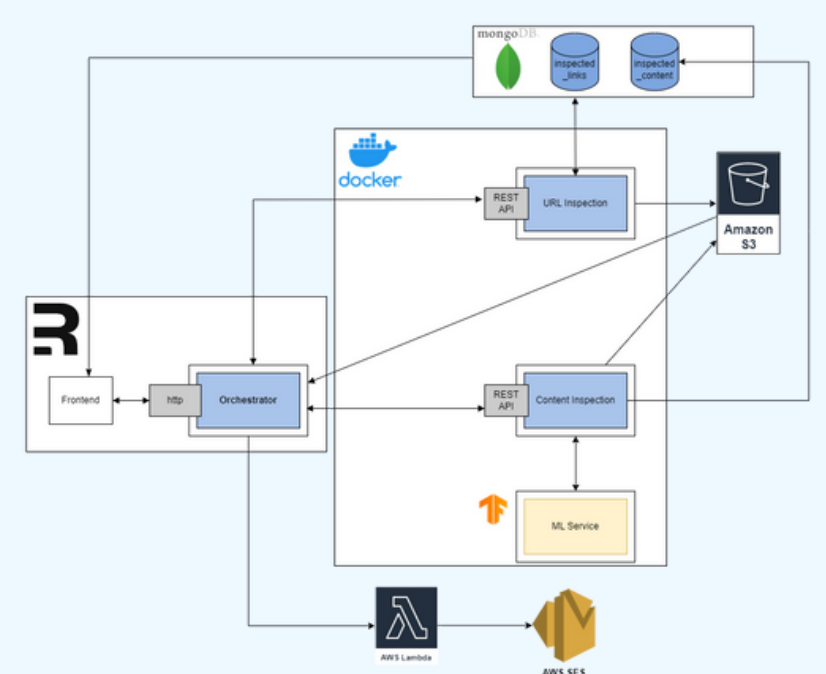 mongoDB.
inspected
_links
inspected
_content
docker
REST
API
URL Inspection
Amazon
S3
Frontend
http
Orchestrator
REST
API
Content Inspection
ML Service
AWS Lambda
AWS SES